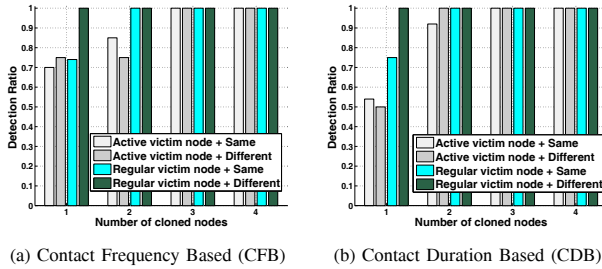 1
0.9
0.8
0.7
0.6
0.5
0.4
0.3
0.2
0.1
0
Detection Ratio
Active victim node + Same
Active victim node + Different
Regular victim node + Same
Regular victim node + Different
1 2 3 4
Number of cloned nodes
(a) Contact Frequency Based (CFB)
1
0.9
0.8
0.7
0.6
0.5
0.4
0.3
0.2
0.1
0
Detection Ratio
Active victim node + Same
Active victim node + Different
Regular victim node + Same
Regular victim node + Different
1 2 3 4
Number of cloned nodes
(b) Contact Duration Based (CDB)